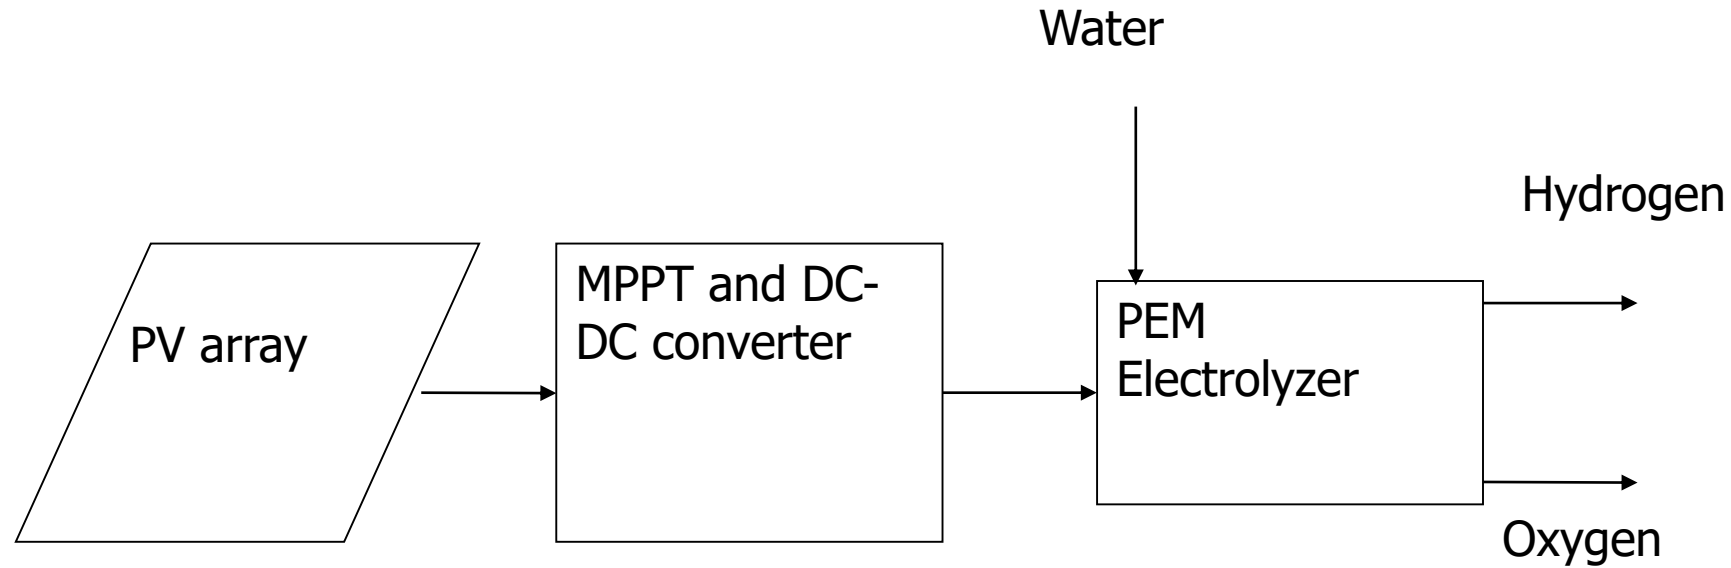 Water
Hydrogen
PV array
MPPT and DC-
DC converter
PEM
Electrolyzer
Oxygen